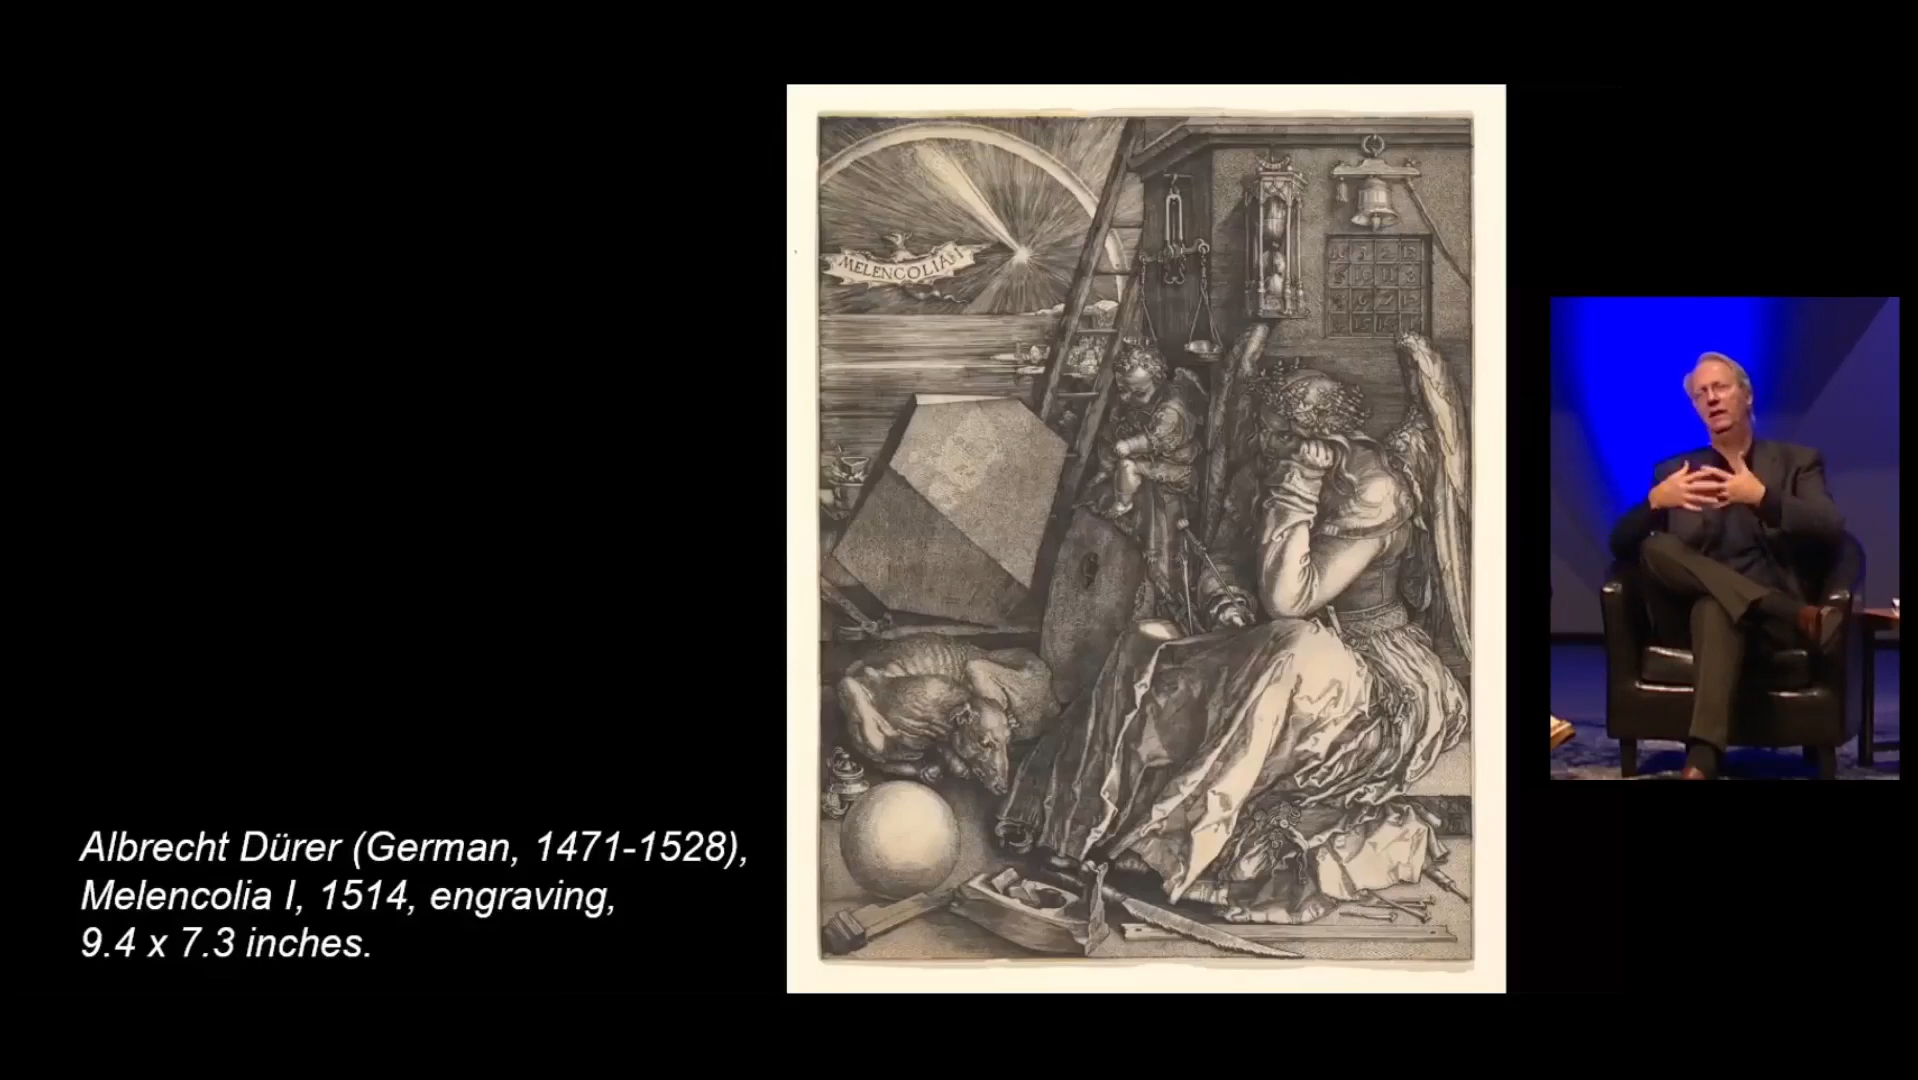 MELENCOLIA§I
Albrecht Dürer (German, 1471-1528),
Melencolia I, 1514, engraving,
9.4 x 7.3 inches.